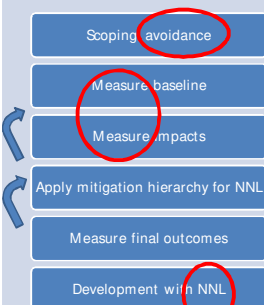 Scoping avoidance
Measure baseline
Measure impacts
Apply mitigation hierarchy for NNL
Measure final outcomes
Development with NNL